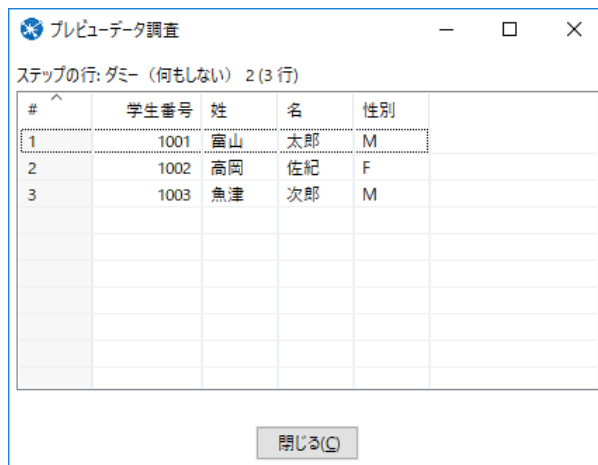 プレビューデータ調査
ステップの行: ダミー（何もしない） 2 (3 行)
# 学生番号 姓 名 性別
1 1001 富山 太郎 M
2 1002 高岡 佐紀 F
3 1003 魚津 次郎 M
閉じる(C)